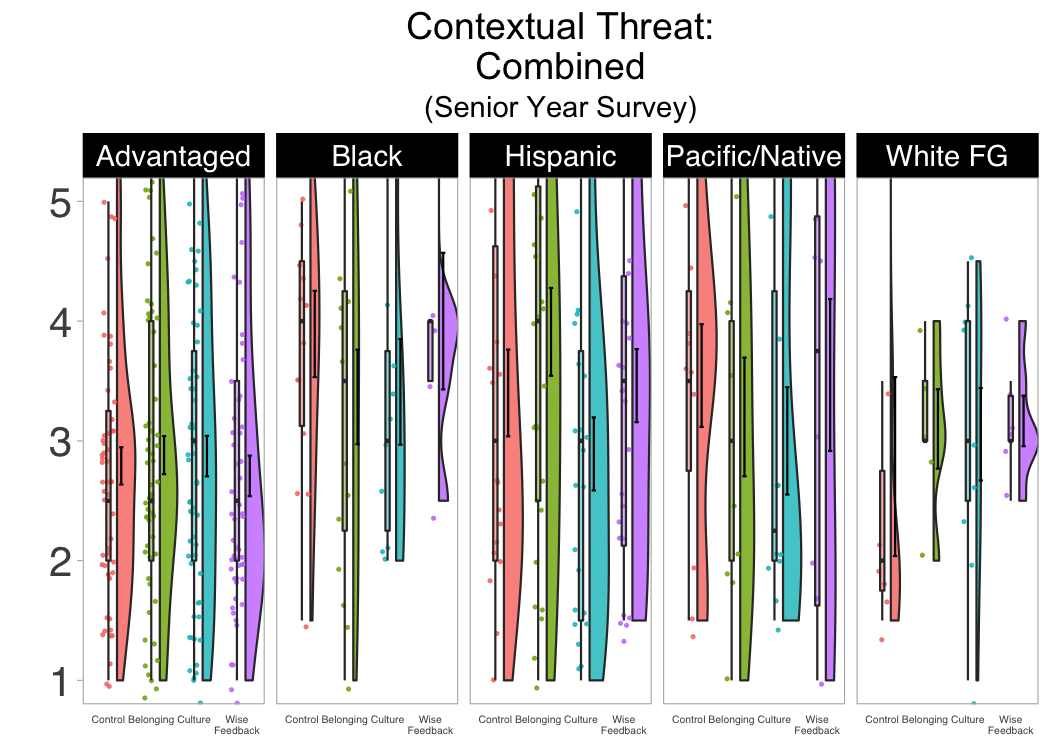 Contextual Threat:
Combined
(Senior Year Survey)
Advantaged Black Hispanic Pacific/Native White FG
5
4
3
2
1
Control Belonging Culture Wise Feedback Control Belonging Culture Wise Feedback Control Belonging Culture Wise Feedback Control Belonging Culture Wise Feedback Control Belonging Culture Wise Feedback